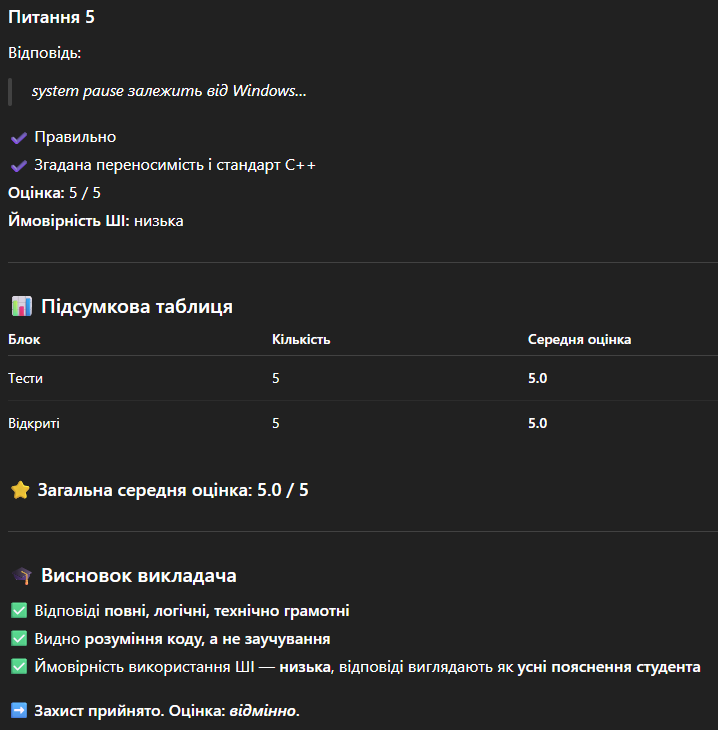 Питання 5
Відповідь:
system pause залежить від Windows...
✔ Правильно
✔ Згадана переносимість і стандарт C++
Оцінка: 5 / 5
Ймовірність ШІ: низька
📊 Підсумкова таблиця
Блок Кількість Середня оцінка
Тести 5 5.0
Відкриті 5 5.0
⭐ Загальна середня оцінка: 5.0 / 5
🎓 Висновок викладача
✅ Відповіді повні, логічні, технічно грамотні
✅ Видно розуміння коду, а не заучування
✅ Ймовірність використання ШІ — низька, відповіді виглядають як усні пояснення студента
➡️ Захист прийнято. Оцінка: відмінно.